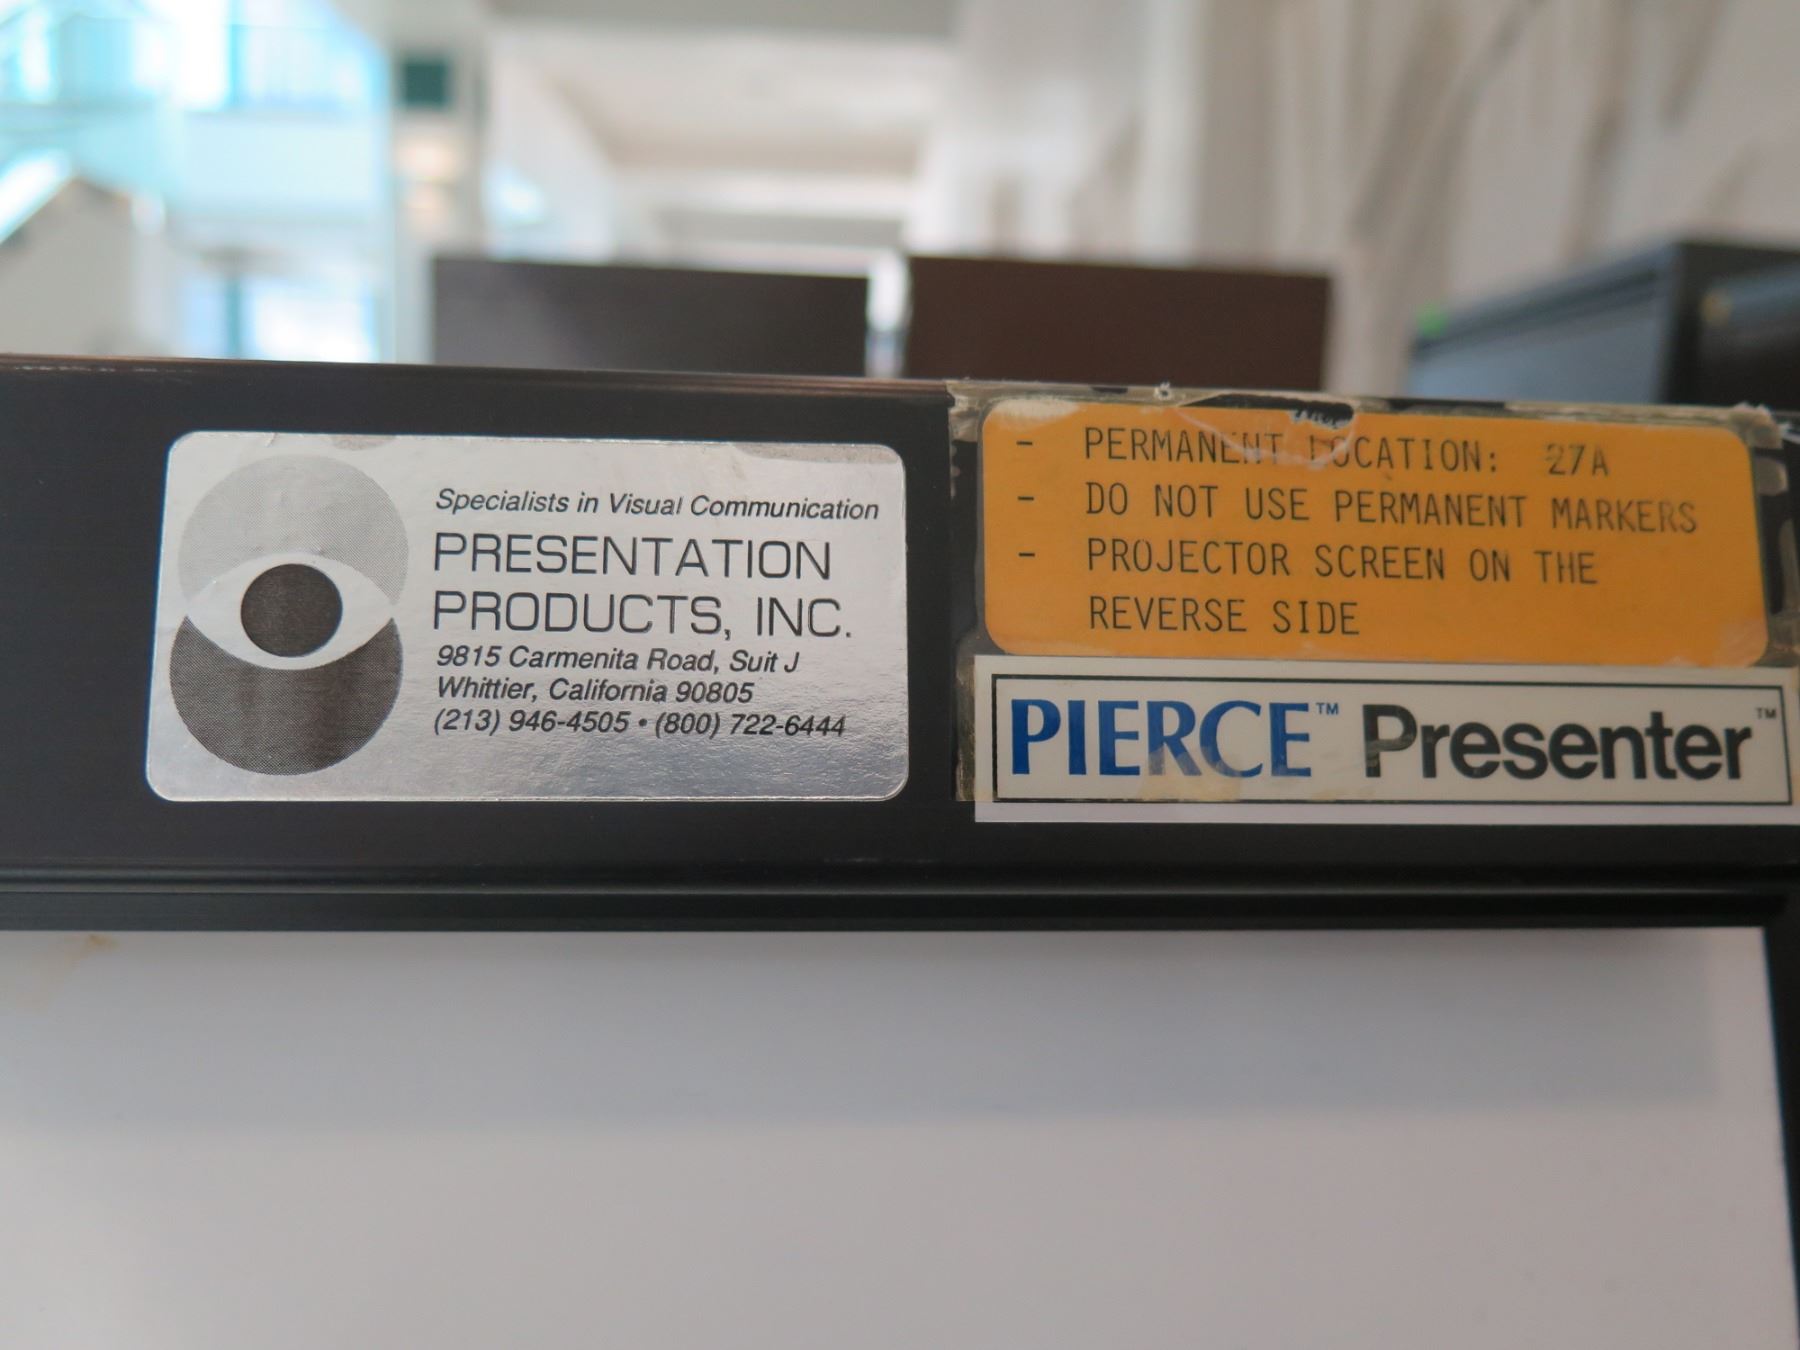 Specialists in Visual Communication
PRESENTATION
PRODUCTS, INC.
9815 Carmenita Road, Suit J
Whittier, California 90805
(213) 946-4505 • (800) 722-6444
- PERMANENT LOCATION: 27A
- DO NOT USE PERMANENT MARKERS
- PROJECTOR SCREEN ON THE
REVERSE SIDE
PIERCE™ Presenter™